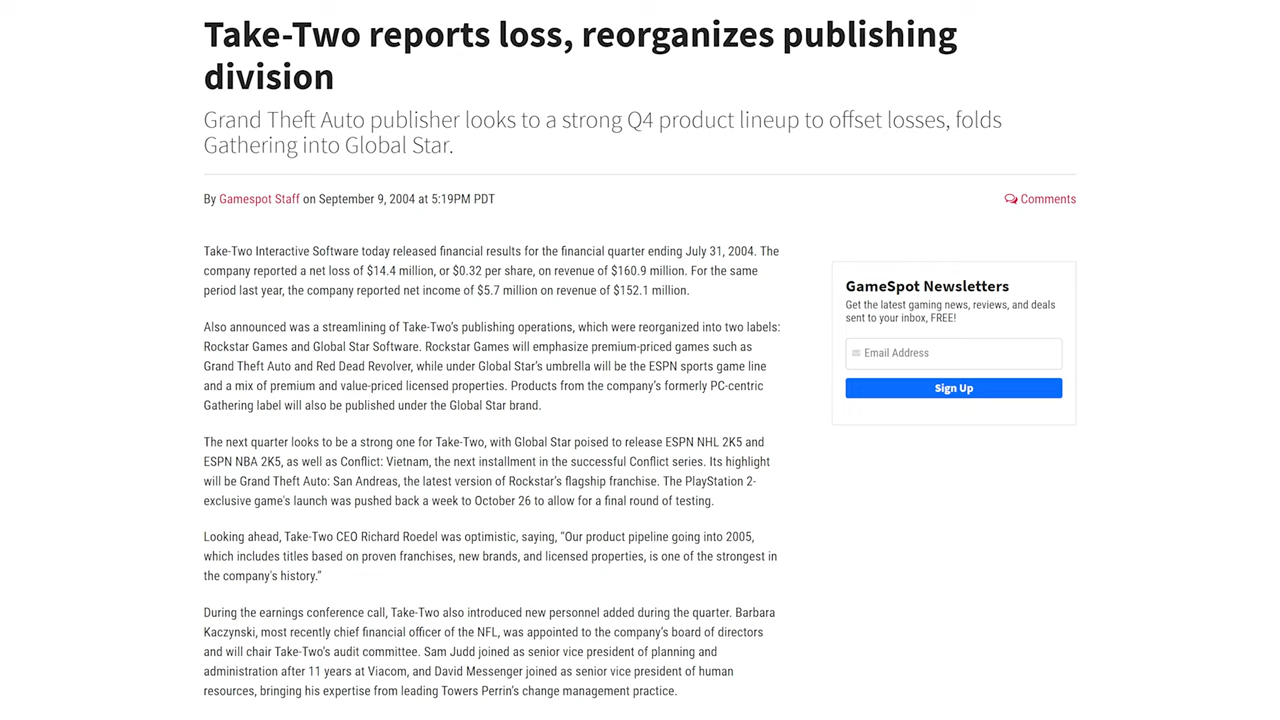 Take-Two reports loss, reorganizes publishing
division
Grand Theft Auto publisher looks to a strong Q4 product lineup to offset losses, folds
Gathering into Global Star.
By Gamespot Staff on September 9, 2004 at 5:19PM PDT
Comments
Take-Two Interactive Software today released financial results for the financial quarter ending July 31, 2004. The
company reported a net loss of $14.4 million, or $0.32 per share, on revenue of $160.9 million. For the same
period last year, the company reported net income of $5.7 million on revenue of $152.1 million.
Also announced was a streamlining of Take-Two's publishing operations, which were reorganized into two labels:
Rockstar Games and Global Star Software. Rockstar Games will emphasize premium-priced games such as
Grand Theft Auto and Red Dead Revolver, while under Global Star's umbrella will be the ESPN sports game line
and a mix of premium and value-priced licensed properties. Products from the company's formerly PC-centric
Gathering label will also be published under the Global Star brand.
The next quarter looks to be a strong one for Take-Two, with Global Star poised to release ESPN NHL 2K5 and
ESPN NBA 2K5, as well as Conflict: Vietnam, the next installment in the successful Conflict series. Its highlight
will be Grand Theft Auto: San Andreas, the latest version of Rockstar's flagship franchise. The PlayStation 2-
exclusive game's launch was pushed back a week to October 26 to allow for a final round of testing.
Looking ahead, Take-Two CEO Richard Roedel was optimistic, saying, “Our product pipeline going into 2005,
which includes titles based on proven franchises, new brands, and licensed properties, is one of the strongest in
the company's history.”
During the earnings conference call, Take-Two also introduced new personnel added during the quarter. Barbara
Kaczynski, most recently chief financial officer of the NFL, was appointed to the company's board of directors
and will chair Take-Two's audit committee. Sam Judd joined as senior vice president of planning and
administration after 11 years at Viacom, and David Messenger joined as senior vice president of human
resources, bringing his expertise from leading Towers Perrin's change management practice.
GameSpot Newsletters
Get the latest gaming news, reviews, and deals
sent to your inbox, FREE!
Email Address
Sign Up